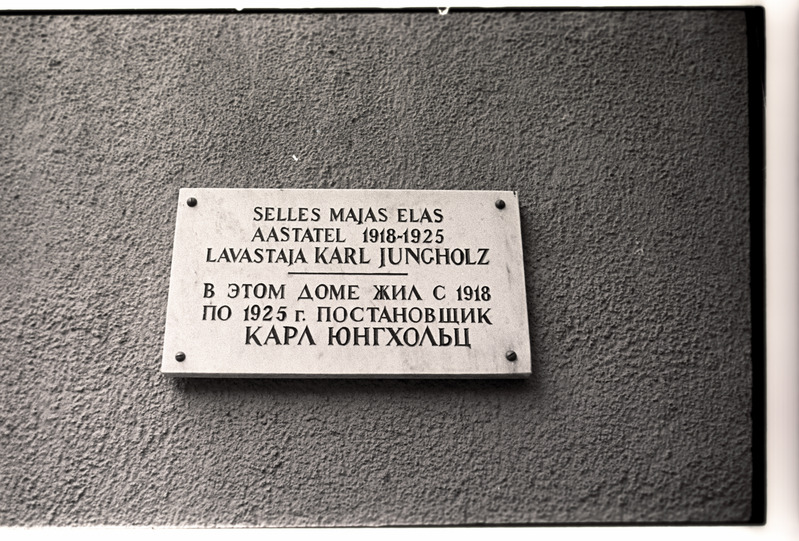 SELLES MAJAS ELAS
AASTATEL 1918-1925
LAVASTAJA KARL JUNGHOLZ
В ЭТОМ ДОМЕ ЖИЛ С 1918
ПО 1925 г. ПОСТАНОВЩИК
КАРЛ ЮНГХОЛЬЦ